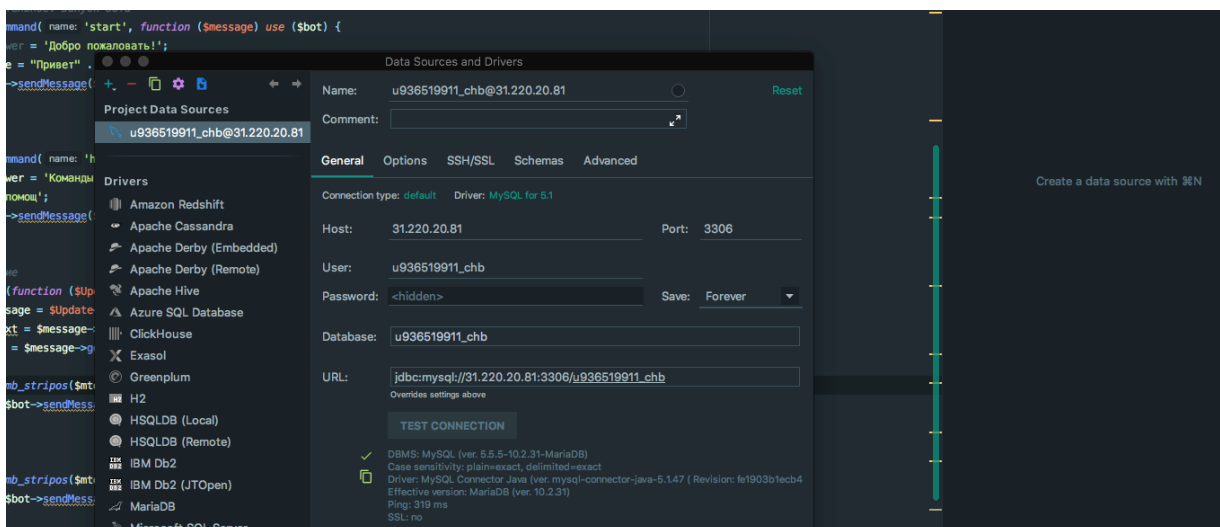 mmand( name: 'start', function ($message) use ($bot) {
wer = 'Добро пожаловать!';
e = "Привет" .
->sendMessage(
mmand( name: 'h
wer = 'Команды
помощ';
->sendMessage(
ие
(function ($Up
sage = $Update
xt = $message-
= $message->g
mb_stripos($mt
$bot->sendMess
mb_stripos($mt
$bot->sendMess
Data Sources and Drivers
Project Data Sources
u936519911_chb@31.220.20.81
Drivers
Amazon Redshift
Apache Cassandra
Apache Derby (Embedded)
Apache Derby (Remote)
Apache Hive
Azure SQL Database
ClickHouse
Exasol
Greenplum
H2
HSQLDB (Local)
HSQLDB (Remote)
IBM Db2
IBM Db2 (JTOpen)
MariaDB
Microsoft SQL Server
Name: u936519911_chb@31.220.20.81 Reset
Comment:
General Options SSH/SSL Schemas Advanced
Connection type: default Driver: MySQL for 5.1
Host: 31.220.20.81 Port: 3306
User: u936519911_chb
Password: <hidden> Save: Forever
Database: u936519911_chb
URL: jdbc:mysql://31.220.20.81:3306/u936519911_chb
Overrides settings above
TEST CONNECTION
DBMS: MySQL (ver. 5.5.5-10.2.31-MariaDB)
Case sensitivity: plain=exact, delimited=exact
Driver: MySQL Connector Java (ver. mysql-connector-java-5.1.47 ( Revision: fe1903b1ecb4
Effective version: MariaDB (ver. 10.2.31)
Ping: 319 ms
SSL: no
Create a data source with ⌘N